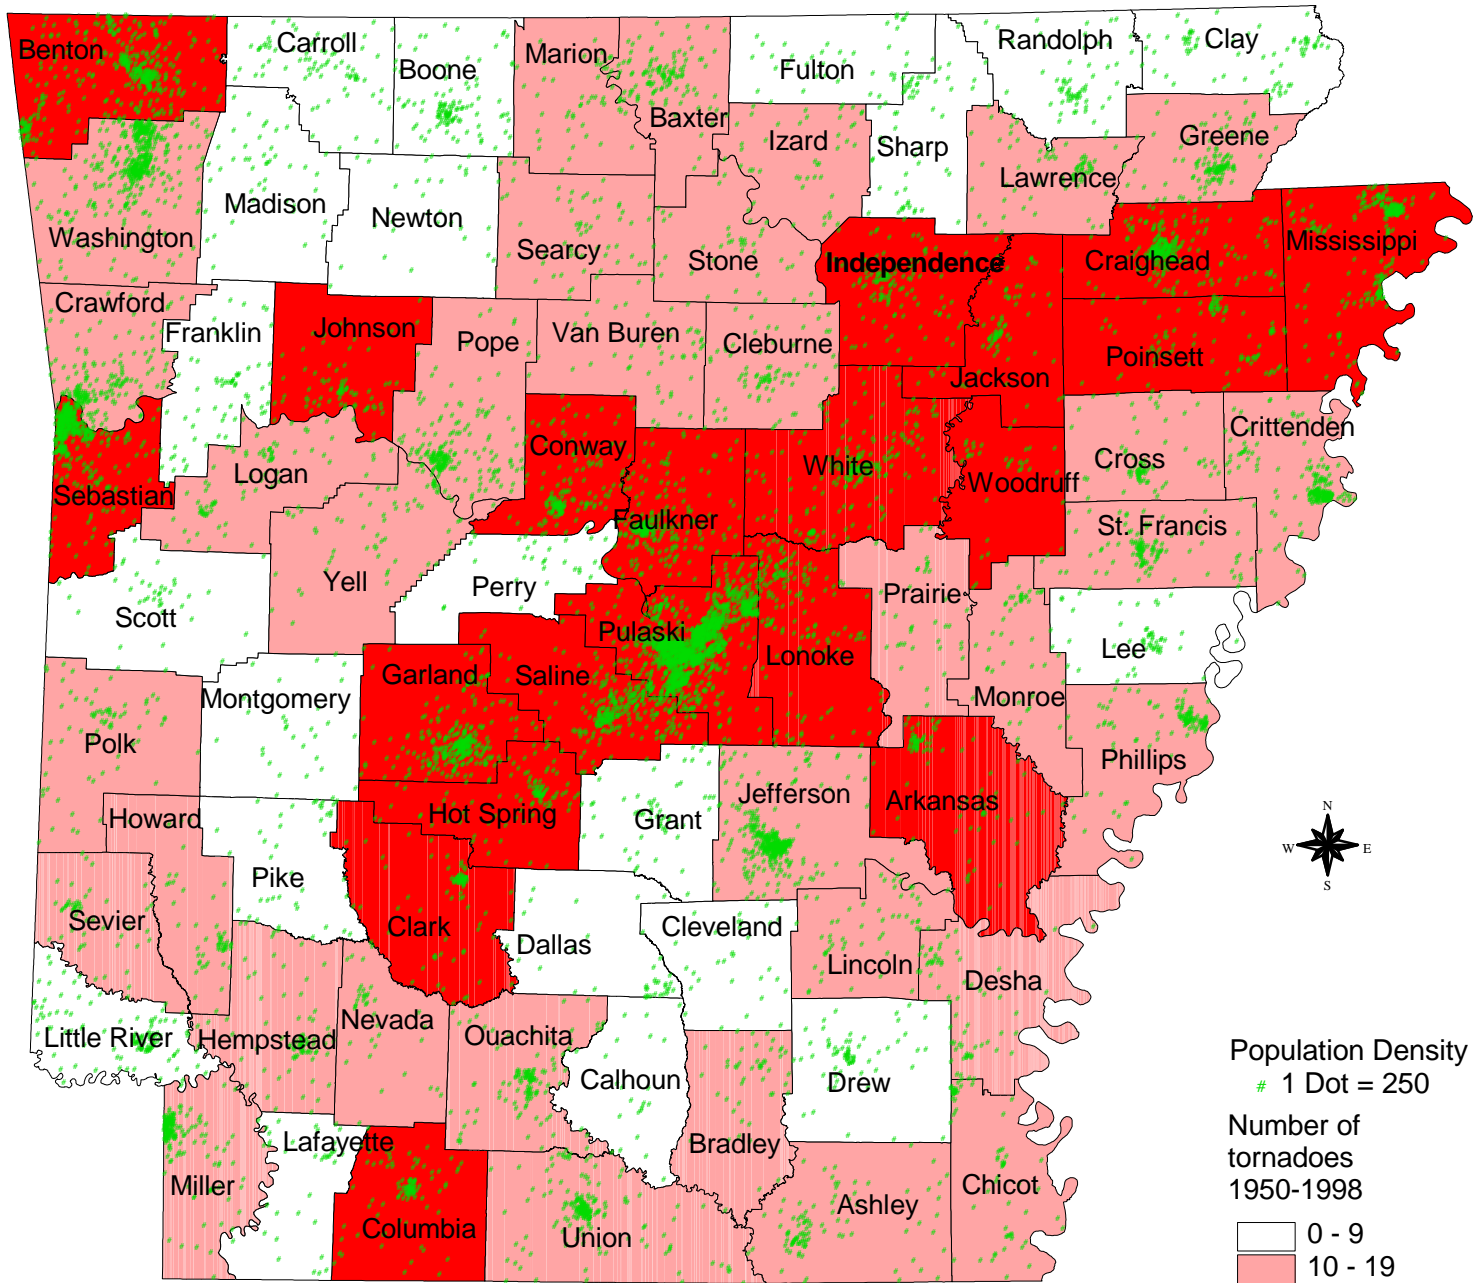 Benton
Carroll
Boone
Marion
Baxter
Fulton
Randolph
Clay
Izard
Sharp
Greene
Lawrence
Madison
Newton
Washington
Searcy
Stone
Independence
Craighead
Mississippi
Crawford
Franklin
Johnson
Pope
Van Buren
Cleburne
Jackson
Poinsett
Conway
White
Woodruff
Cross
Crittenden
Sebastian
Logan
Faulkner
St. Francis
Yell
Perry
Prairie
Scott
Pulaski
Lonoke
Lee
Garland
Saline
Monroe
Montgomery
Polk
Phillips
Howard
Hot Spring
Grant
Jefferson
Arkansas
Pike
Sevier
Clark
Dallas
Cleveland
Lincoln
Desha
Little River
Hempstead
Nevada
Ouachita
Calhoun
Drew
Lafayette
Bradley
Miller
Columbia
Union
Ashley
Chicot
N
W
E
S
Population Density
# 1 Dot = 250
Number of
tornadoes
1950-1998
0 - 9
10 - 19